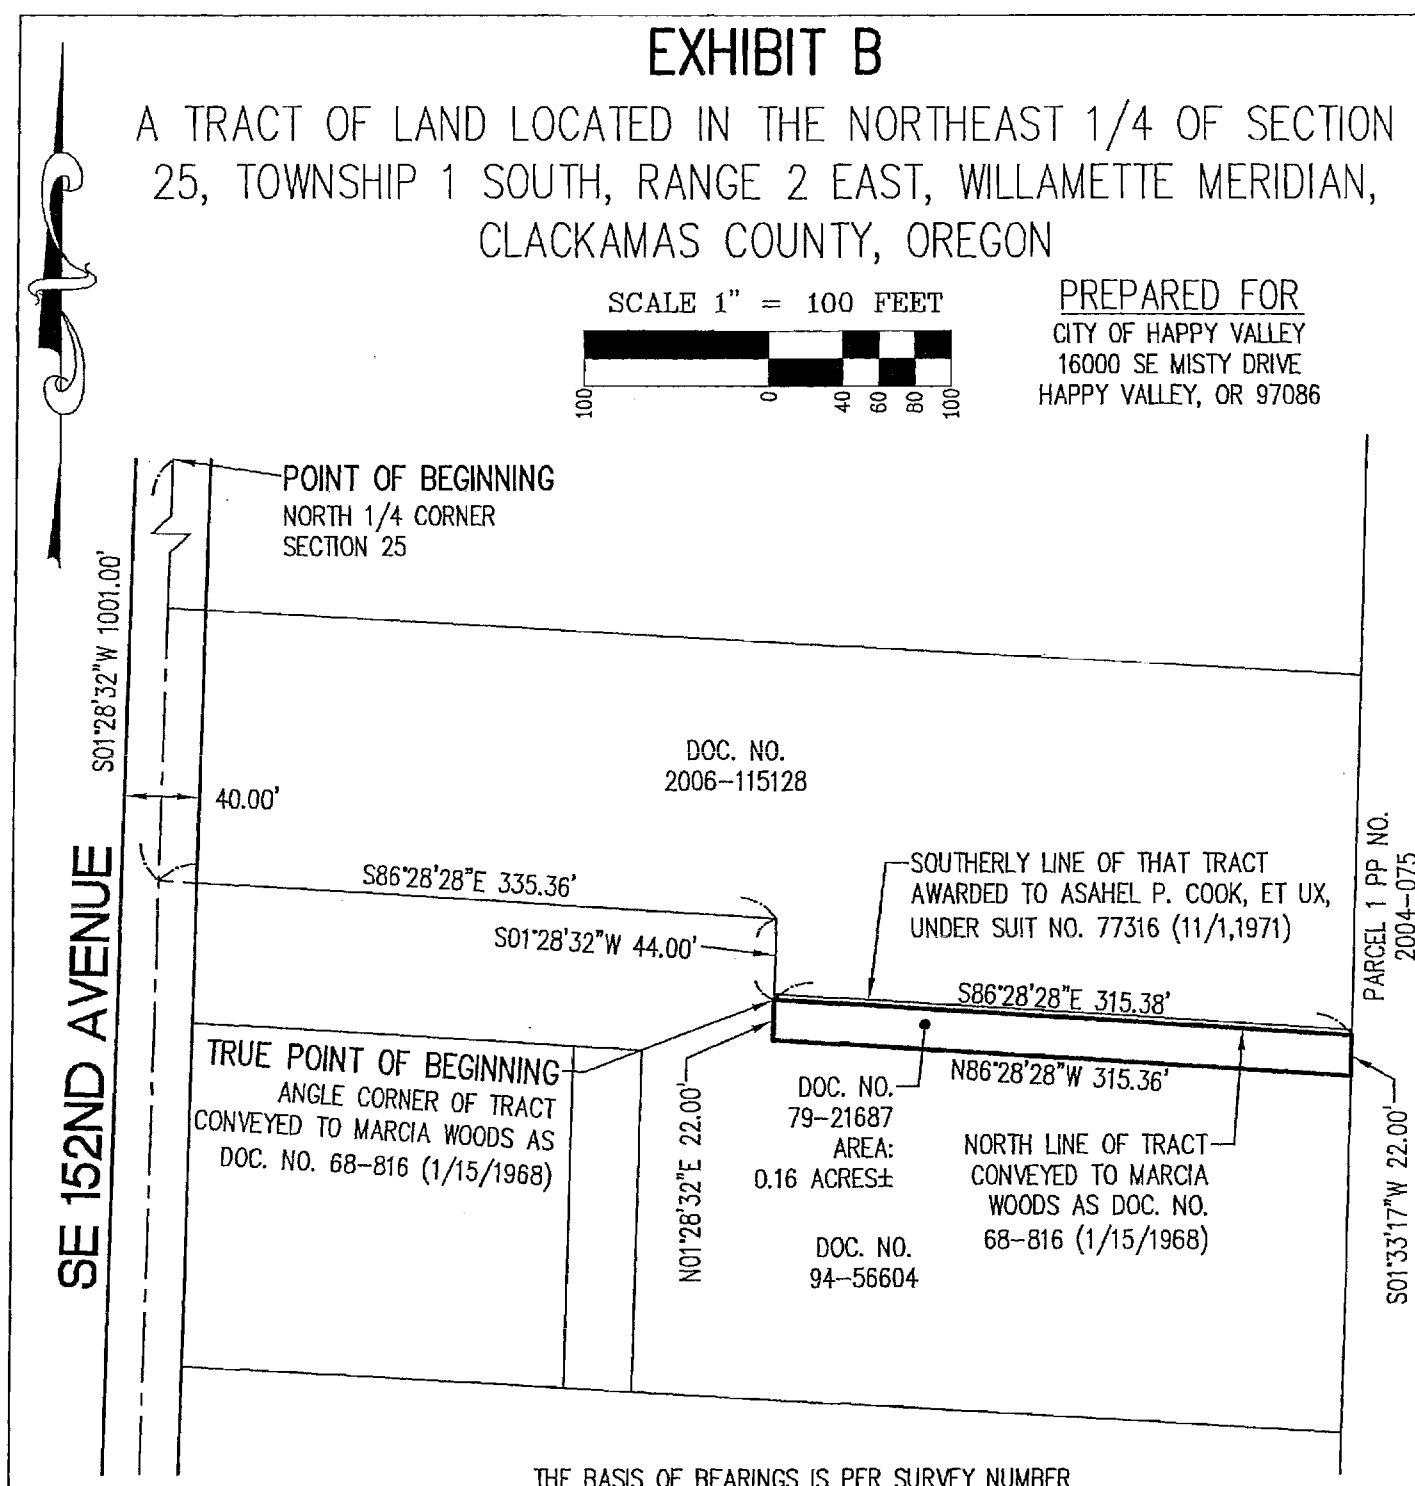 EXHIBIT B
A TRACT OF LAND LOCATED IN THE NORTHEAST 1/4 OF SECTION
25, TOWNSHIP 1 SOUTH, RANGE 2 EAST, WILLAMETTE MERIDIAN,
CLACKAMAS COUNTY, OREGON
SCALE 1" = 100 FEET
100 0 40 60 80 100
PREPARED FOR
CITY OF HAPPY VALLEY
16000 SE MISTY DRIVE
HAPPY VALLEY, OR 97086
POINT OF BEGINNING
NORTH 1/4 CORNER
SECTION 25
S01°28'32"W 1001.00'
40.00'
SE 152ND AVENUE
DOC. NO.
2006-115128
S86°28'28"E 335.36'
S01°28'32"W 44.00'
SOUTHERLY LINE OF THAT TRACT
AWARDED TO ASAHEL P. COOK, ET UX,
UNDER SUIT NO. 77316 (11/1,1971)
PARCEL 1 PP NO.
2004-075
S86°28'28"E 315.38'
TRUE POINT OF BEGINNING
ANGLE CORNER OF TRACT
CONVEYED TO MARCIA WOODS AS
DOC. NO. 68-816 (1/15/1968)
N01°28'32"E 22.00'
N86°28'28"W 315.36'
DOC. NO.
79-21687
AREA:
0.16 ACRES±
NORTH LINE OF TRACT
CONVEYED TO MARCIA
WOODS AS DOC. NO.
68-816 (1/15/1968)
S01°33'17"W 22.00'
DOC. NO.
94-56604
THE BASIS OF BEARINGS IS PER SURVEY NUMBER